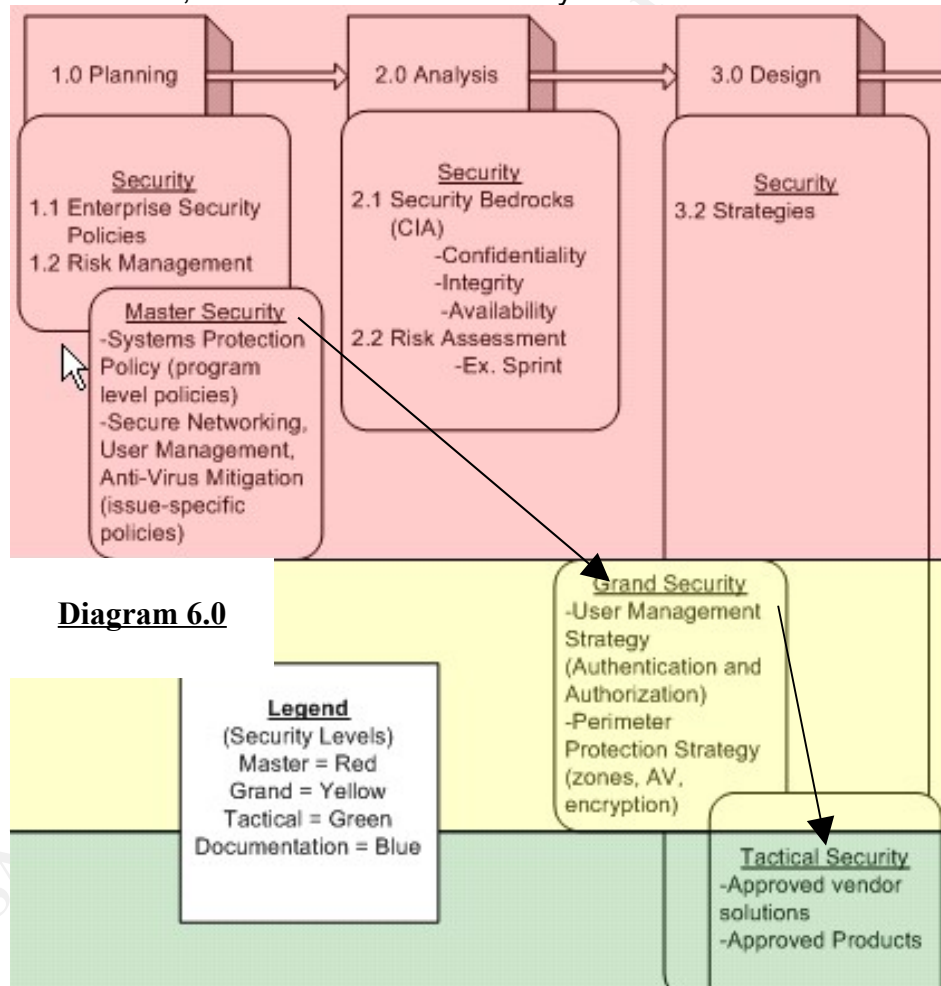 1.0 Planning
2.0 Analysis
3.0 Design
Security
1.1 Enterprise Security
Policies
1.2 Risk Management
Master Security
-Systems Protection
Policy (program
level policies)
-Secure Networking,
User Management,
Anti-Virus Mitigation
(issue-specific
policies)
Security
2.1 Security Bedrocks
(CIA)
-Confidentiality
-Integrity
-Availability
2.2 Risk Assessment
-Ex. Sprint
Security
3.2 Strategies
Diagram 6.0
Grand Security
-User Management
Strategy
(Authentication and
Authorization)
-Perimeter
Protection Strategy
(zones, AV,
encryption)
Legend
(Security Levels)
Master = Red
Grand = Yellow
Tactical = Green
Documentation = Blue
Tactical Security
-Approved vendor
solutions
-Approved Products